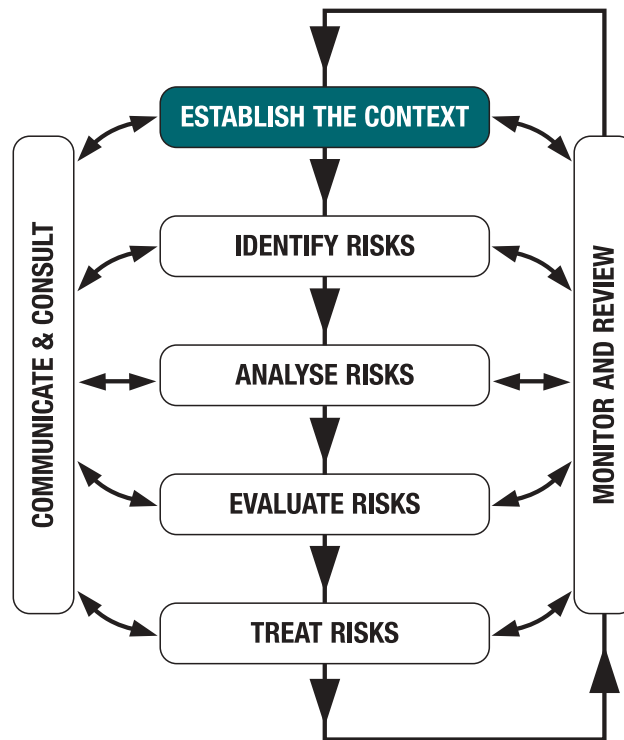 ESTABLISH THE CONTEXT
IDENTIFY RISKS
ANALYSE RISKS
EVALUATE RISKS
TREAT RISKS
COMMUNICATE & CONSULT
MONITOR AND REVIEW